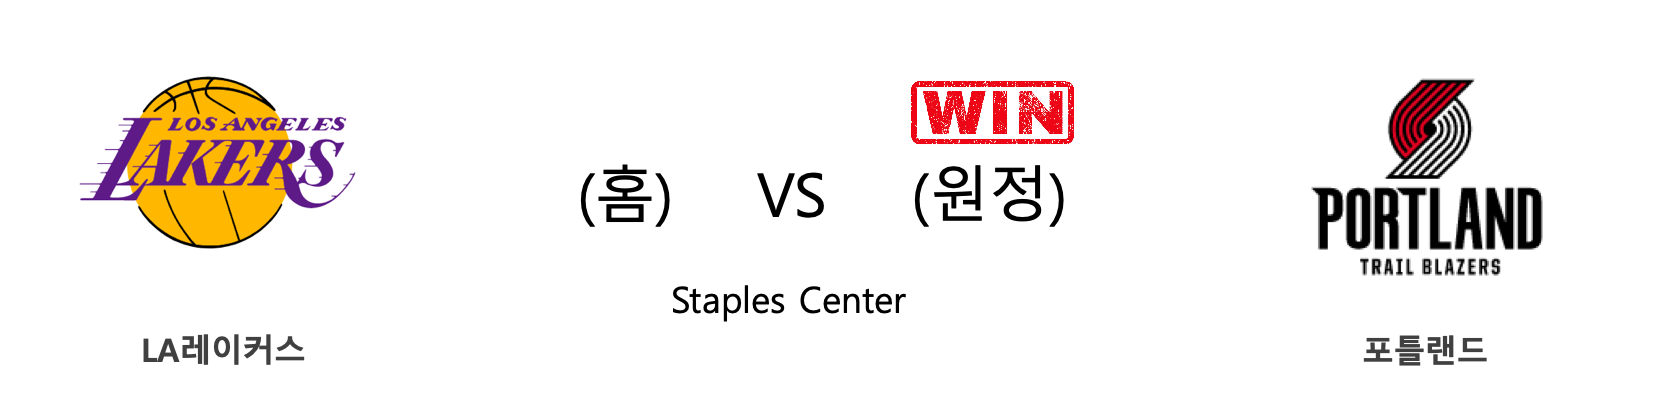 LOS ANGELES
LAKERS
WIN
(홈) VS (원정)
Staples Center
PORTLAND
TRAIL BLAZERS
LA레이커스
포틀랜드